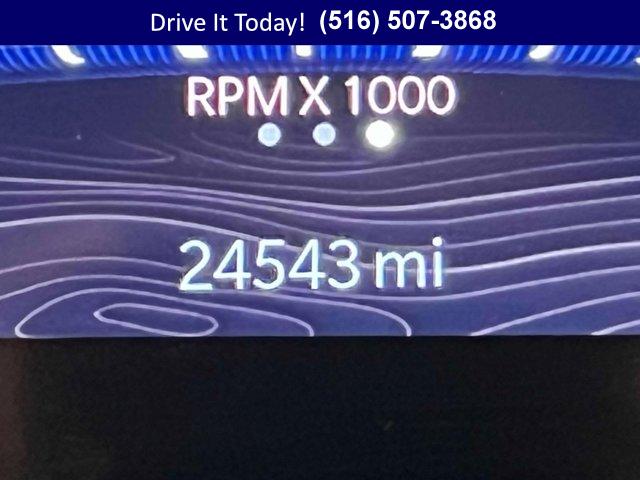 Drive It Today! (516) 507-3868
RPM X 1000
24543 mi